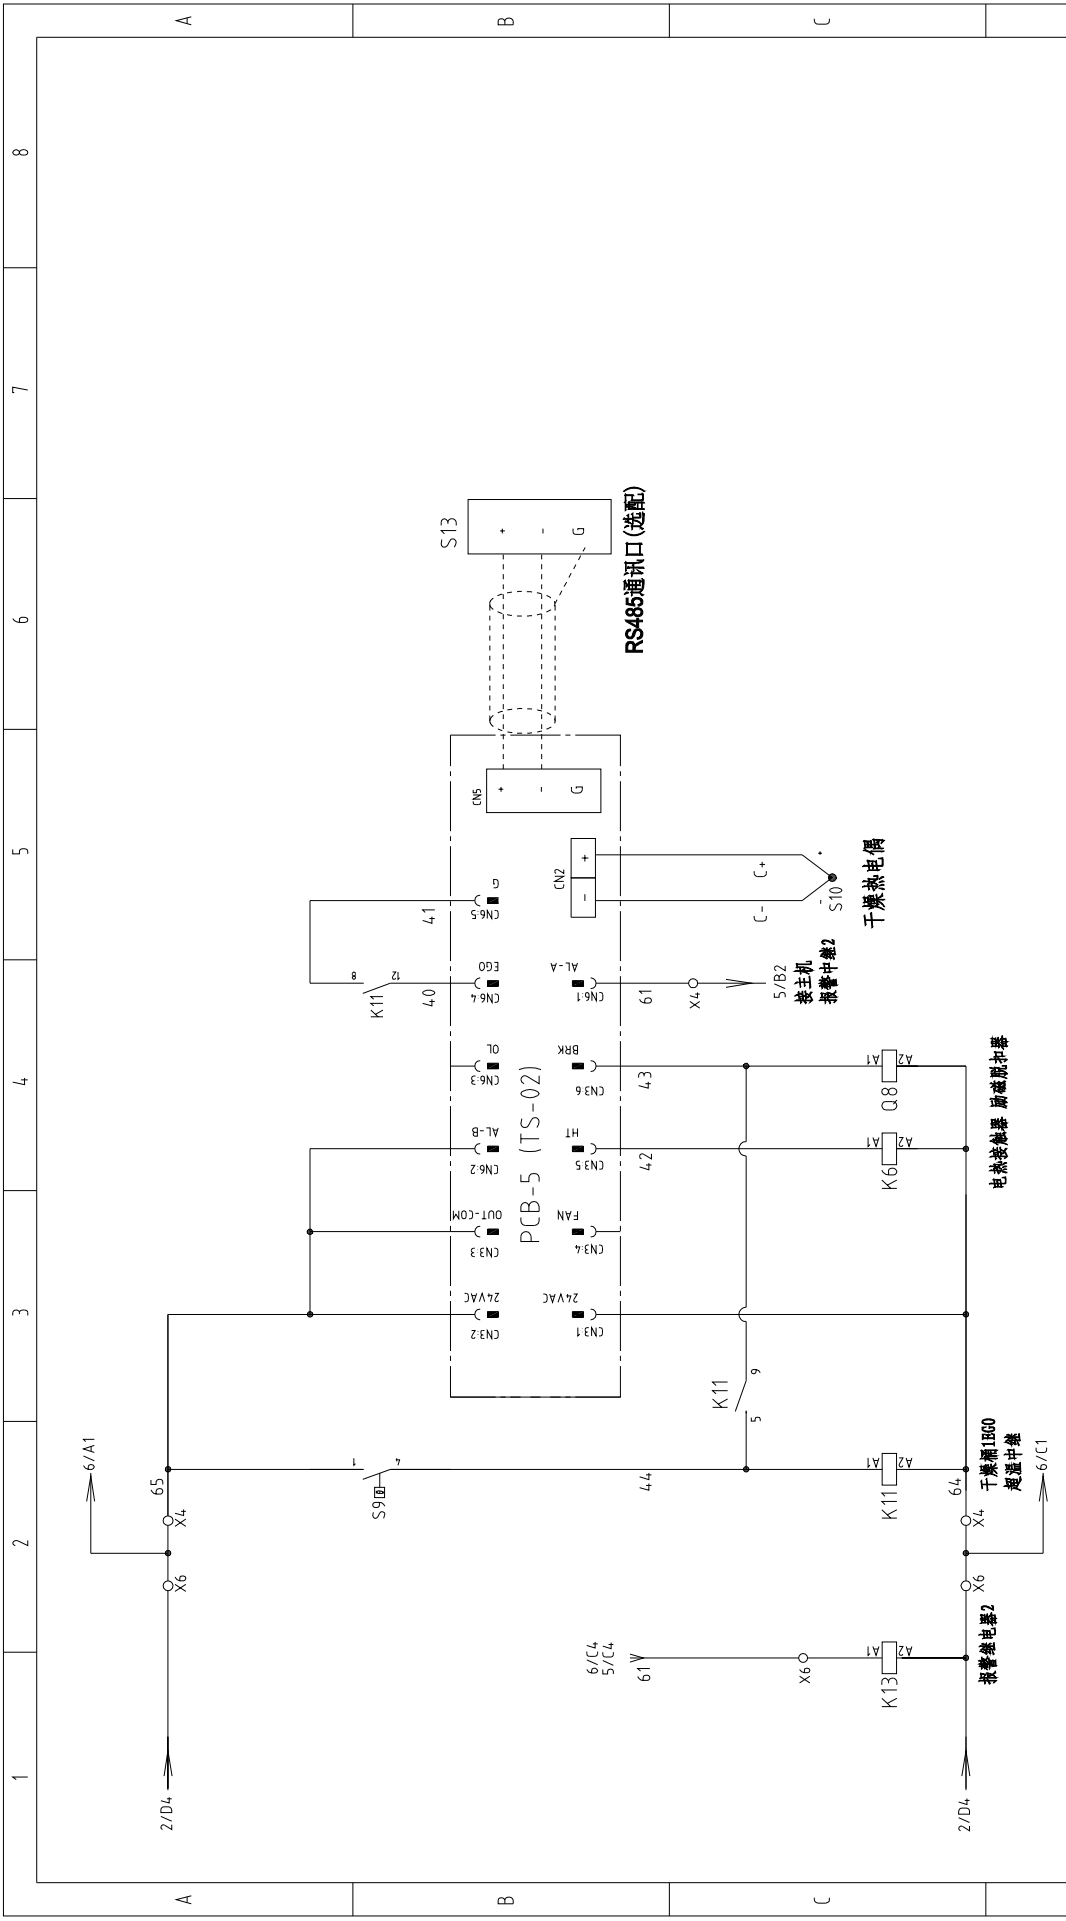 1
2
3
4
5
6
7
8
A
A
B
B
C
C
2/D4
X6
X4
65
6/A1
S9
1
4
44
K11
5
9
K11
A1
A2
干燥桶1EGO
超温中继
6/C4
5/C4
61
X6
K13
A1
A2
报警继电器2
2/D4
X6
X4
64
6/C1
PCB-5 (TS-02)
CN3:2
24VAC
CN3:3
OUT-COM
CN6:2
AL-B
CN6:3
OL
CN6:4
EGO
CN6:5
G
CN3:1
24VAC
CN3:4
FAN
CN3:5
HT
CN3:6
BRK
CN6:1
AL-A
K11
8
12
40
41
42
43
61
X4
5/B2
接主机
报警中继2
K6
A1
A2
Q8
A1
A2
电热接触器 励磁脱扣器
CN2
-
+
C-
C+
-
+
S10
干燥热电偶
CN5
+
-
G
S13
+
-
G
RS485通讯口(选配)